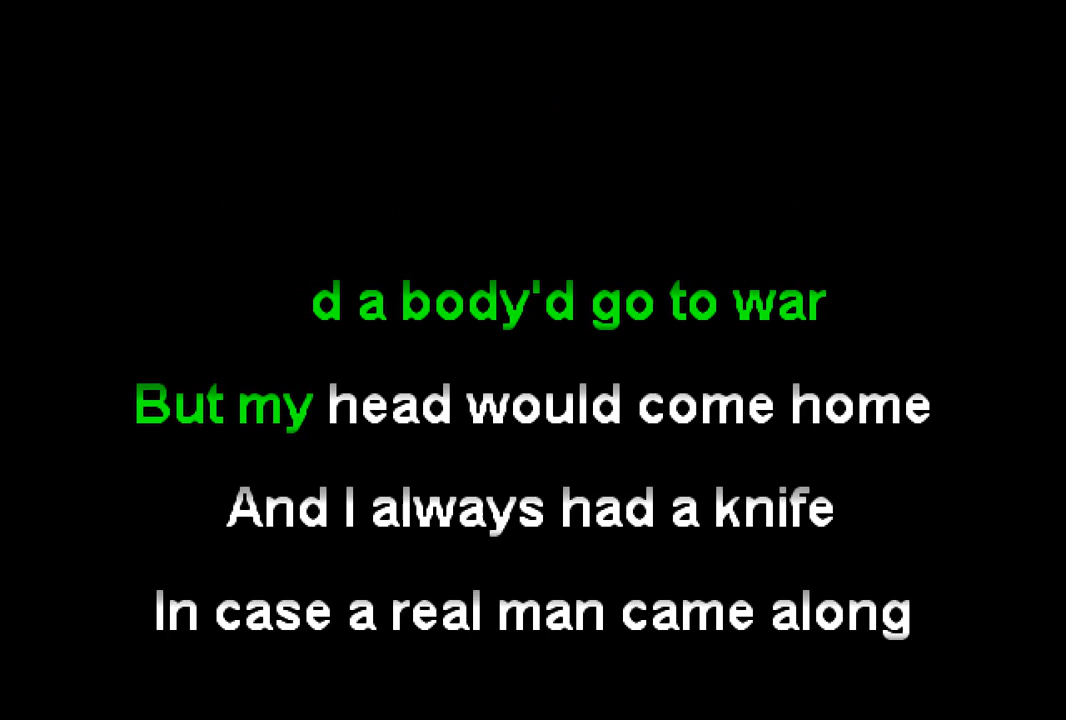 d a body'd go to war
But my head would come home
And I always had a knife
In case a real man came along